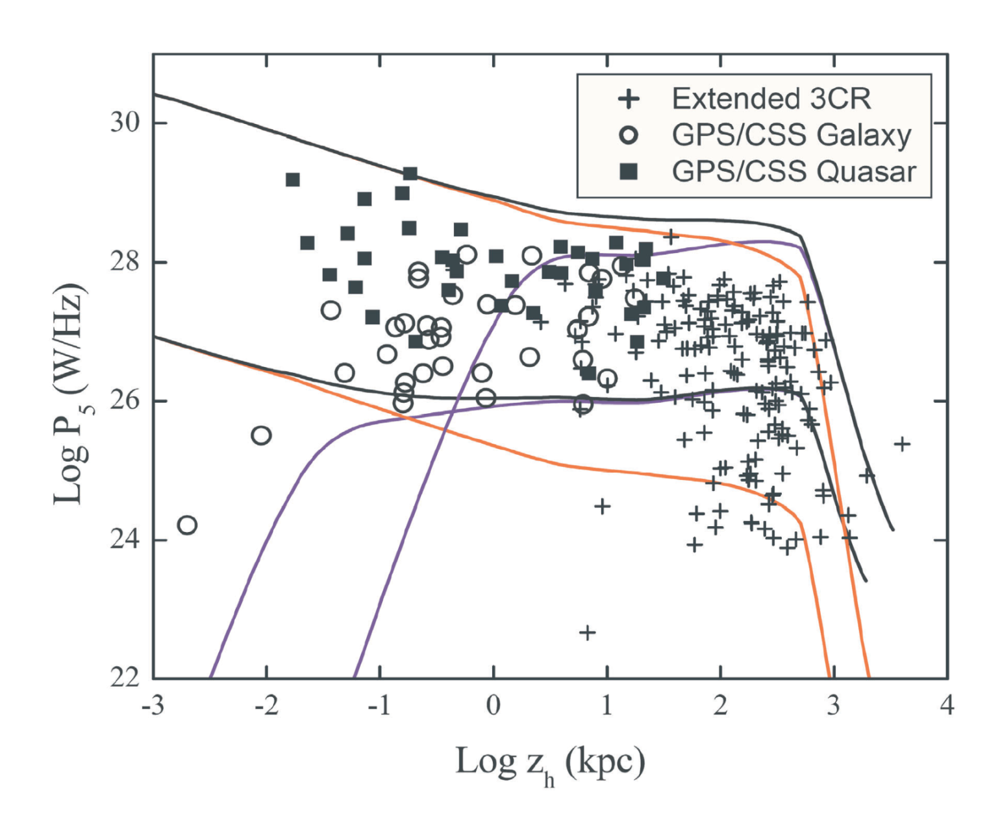 Extended 3CR
GPS/CSS Galaxy
GPS/CSS Quasar
Log P5 (W/Hz)
30
28
26
24
22
-3 -2 -1 0 1 2 3 4
Log zh (kpc)